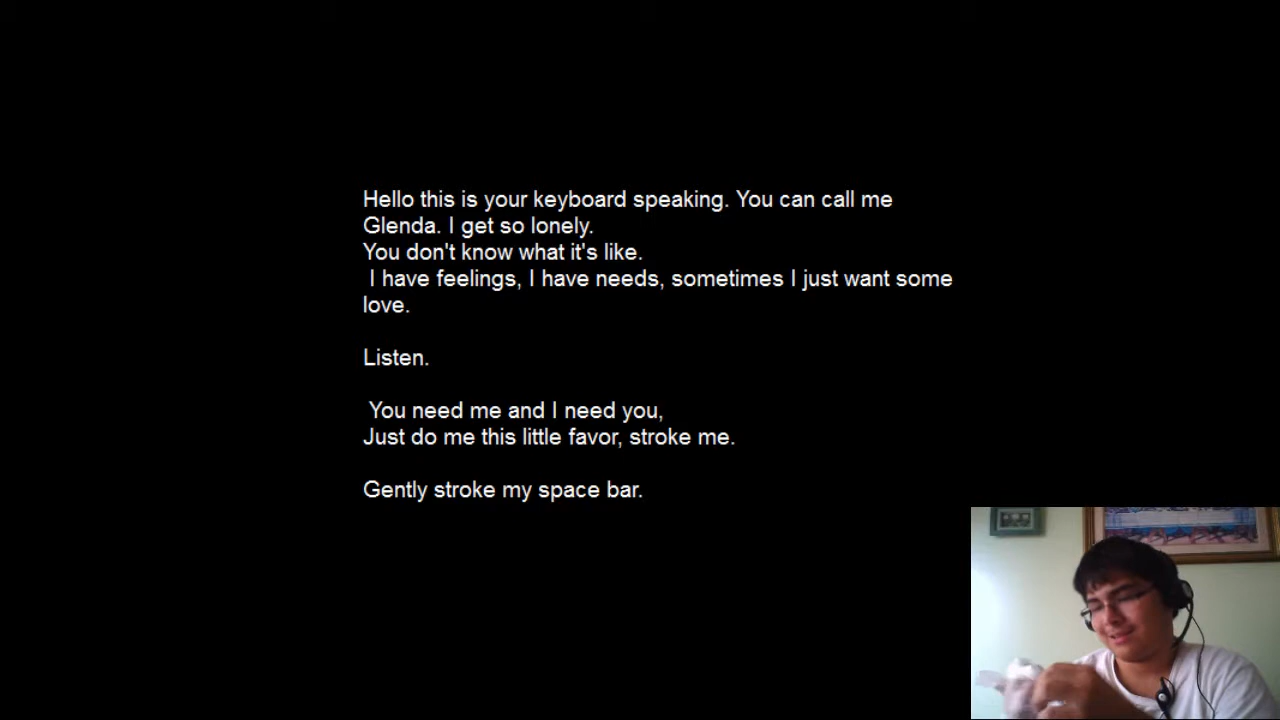 Hello this is your keyboard speaking. You can call me
Glenda. I get so lonely.
You don't know what it's like.
I have feelings, I have needs, sometimes I just want some
love.
Listen.
You need me and I need you,
Just do me this little favor, stroke me.
Gently stroke my space bar.